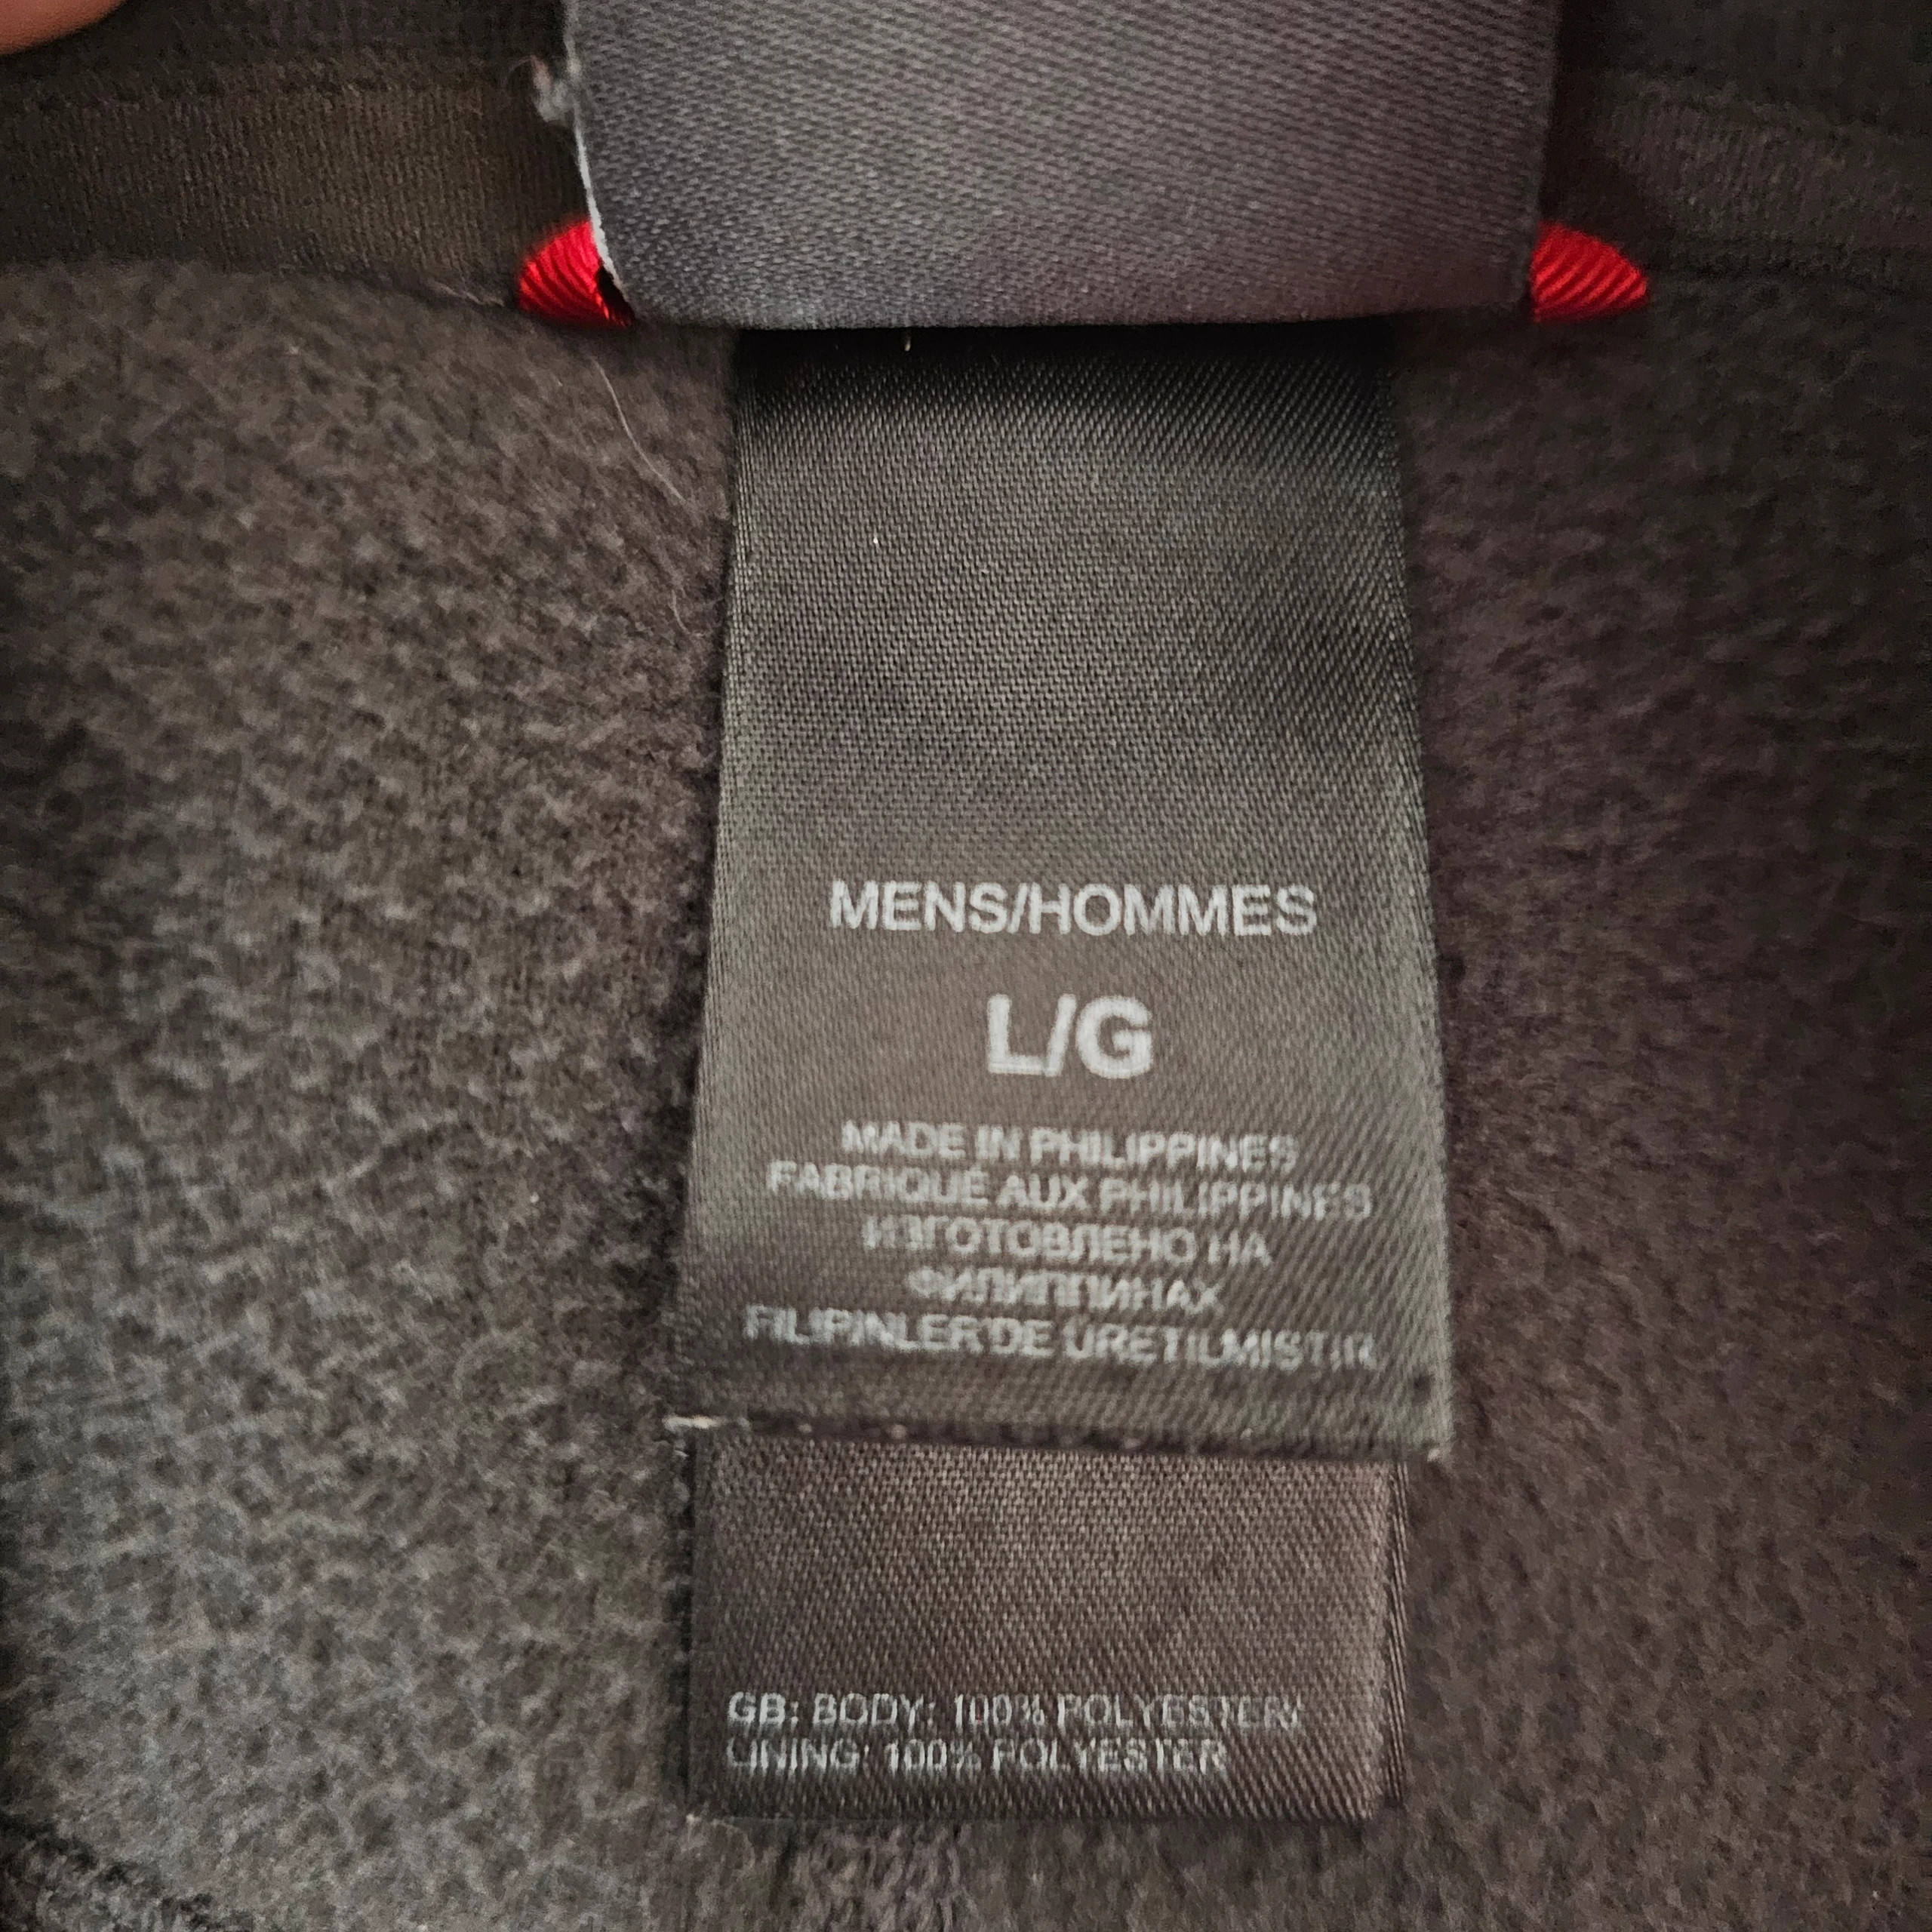 MENS/HOMMES
L/G
MADE IN PHILIPPINES
FABRIQUÉ AUX PHILIPPINES
ИЗГОТОВЛЕНО НА
ФИЛИППИНАХ
FILIPINLER'DE ÜRETILMISTIR
GB: BODY: 100% POLYESTER/
LINING: 100% POLYESTER